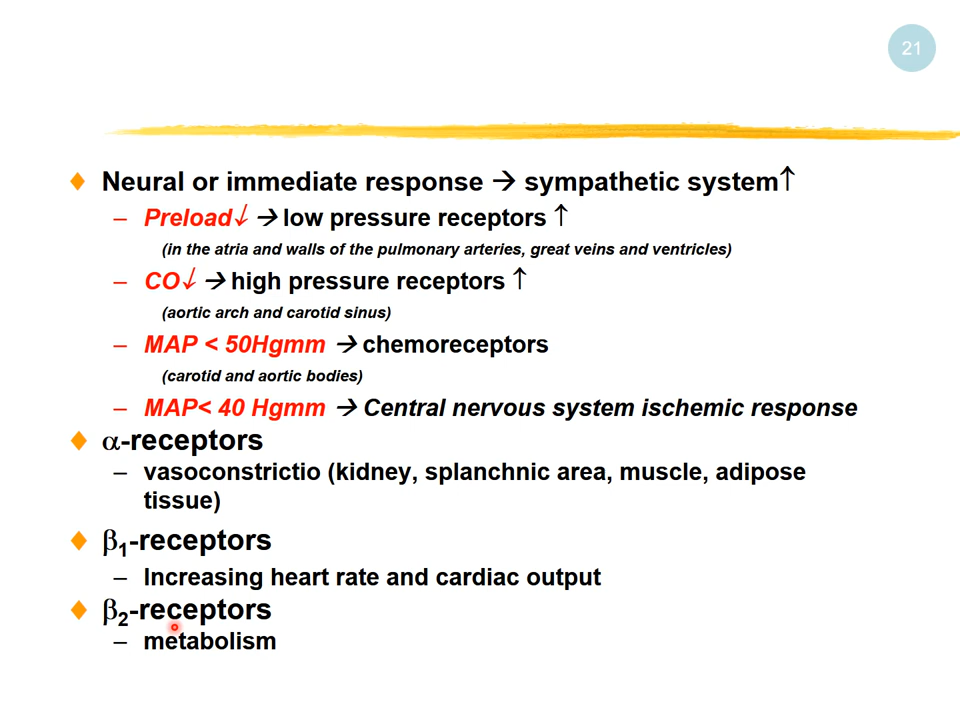 21
♦ Neural or immediate response → sympathetic system↑
– Preload↓ → low pressure receptors ↑
(in the atria and walls of the pulmonary arteries, great veins and ventricles)
– CO↓ → high pressure receptors ↑
(aortic arch and carotid sinus)
– MAP < 50Hgmm → chemoreceptors
(carotid and aortic bodies)
– MAP< 40 Hgmm → Central nervous system ischemic response
♦ α-receptors
– vasoconstrictio (kidney, splanchnic area, muscle, adipose
tissue)
♦ β₁-receptors
– Increasing heart rate and cardiac output
♦ β₂-receptors
– metabolism